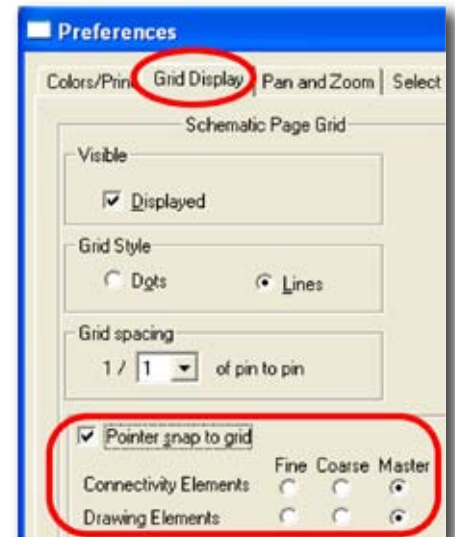 Preferences
Colors/Prin Grid Display Pan and Zoom Select
Schematic Page Grid
Visible
Displayed
Grid Style
Dots Lines
Grid spacing
1 / 1 of pin to pin
Pointer snap to grid
Fine Coarse Master
Connectivity Elements
Drawing Elements